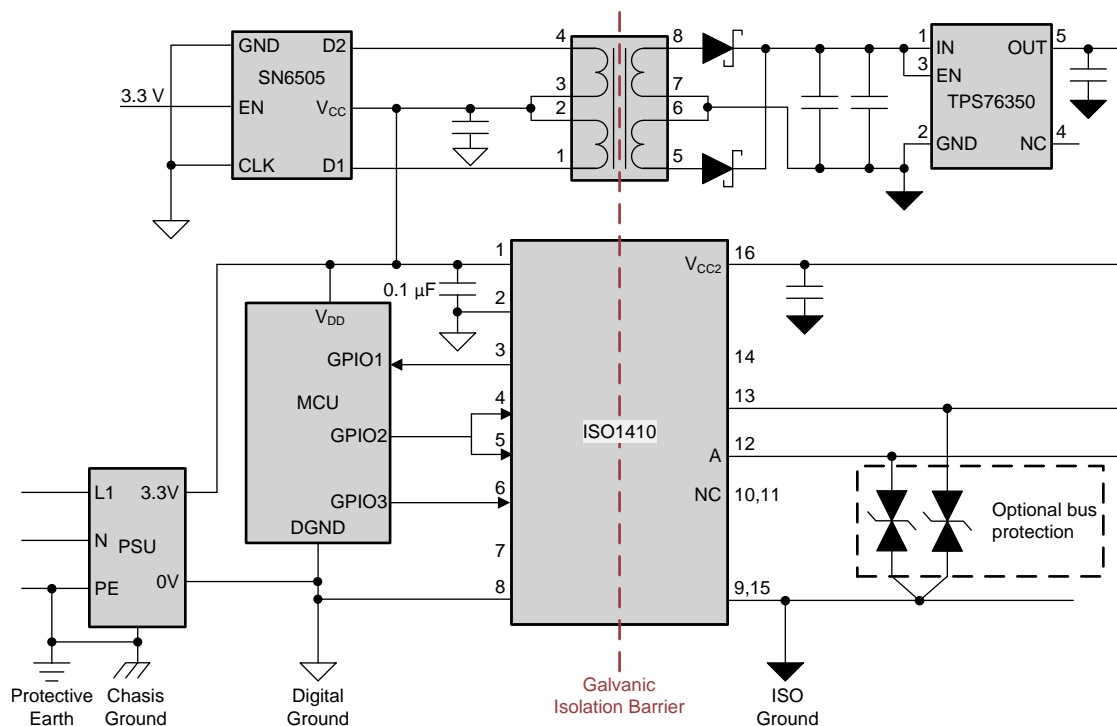 GND
D2
SN6505
3.3 V
EN
VCC
CLK
D1
4
3
2
1
8
7
6
5
1
IN
OUT
5
3
EN
TPS76350
2
GND
NC
4
1
16
VCC2
0.1 µF
2
VDD
GPIO1
3
14
MCU
4
13
GPIO2
5
ISO1410
12
A
L1
3.3V
GPIO3
6
NC
10,11
Optional bus
protection
N
PSU
DGND
7
PE
0V
8
9,15
Protective
Earth
Chasis
Ground
Digital
Ground
Galvanic
Isolation Barrier
ISO
Ground